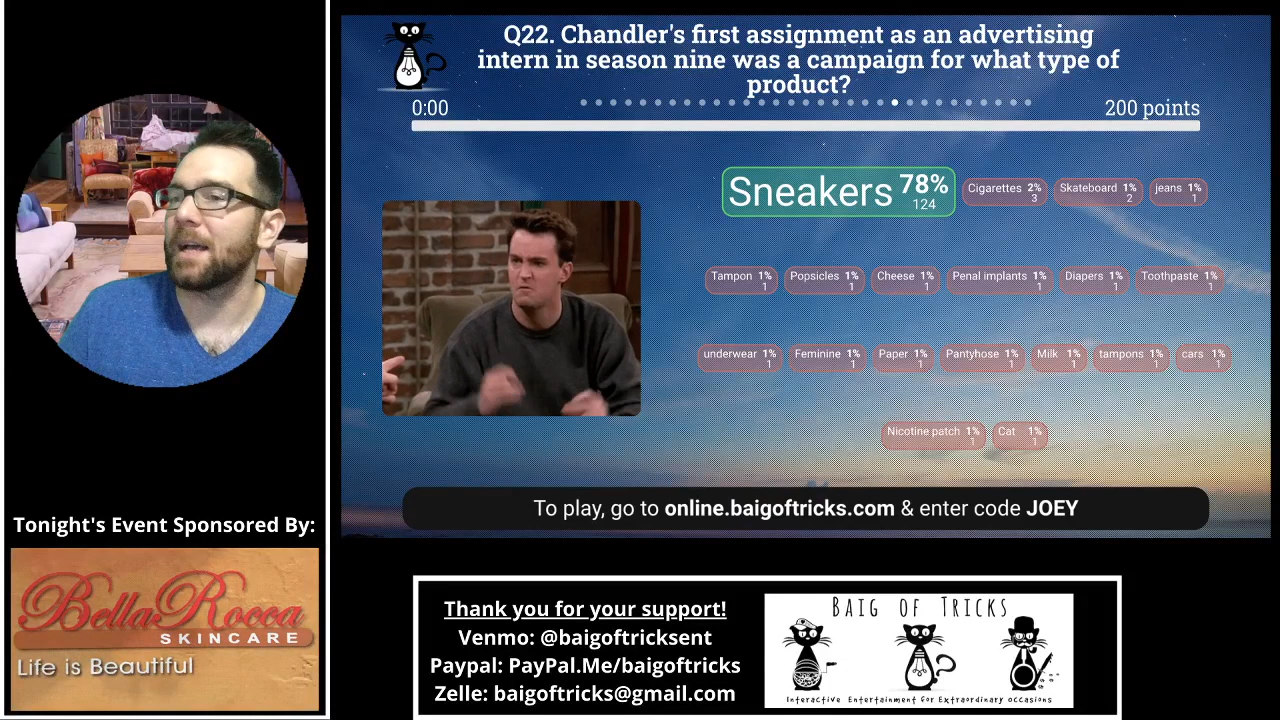 Q22. Chandler's first assignment as an advertising
intern in season nine was a campaign for what type of
product?
0:00
200 points
Sneakers 78% 124
Cigarettes 2% 3
Skateboard 1% 2
jeans 1% 1
Tampon 1% 1
Popsicles 1% 1
Cheese 1% 1
Penal implants 1% 1
Diapers 1% 1
Toothpaste 1% 1
underwear 1% 1
Feminine 1% 1
Paper 1% 1
Pantyhose 1% 1
Milk 1% 1
tampons 1% 1
cars 1% 1
Nicotine patch 1% 1
Cat 1% 1
To play, go to online.baigoftricks.com & enter code JOEY
Tonight's Event Sponsored By:
BellaRocca
SKINCARE
Life is Beautiful
Thank you for your support!
Venmo: @baigoftricksent
Paypal: PayPal.Me/baigoftricks
Zelle: baigoftricks@gmail.com
BAIG OF TRICKS
Interactive Entertainment for Extraordinary occasions